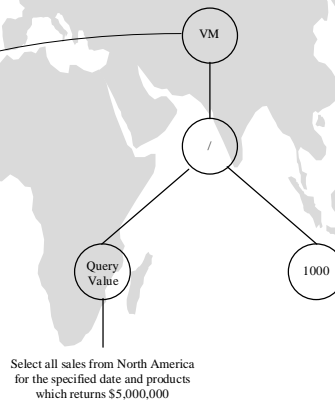 VM
/
Query
Value
1000
Select all sales from North America
for the specified date and products
which returns $5,000,000